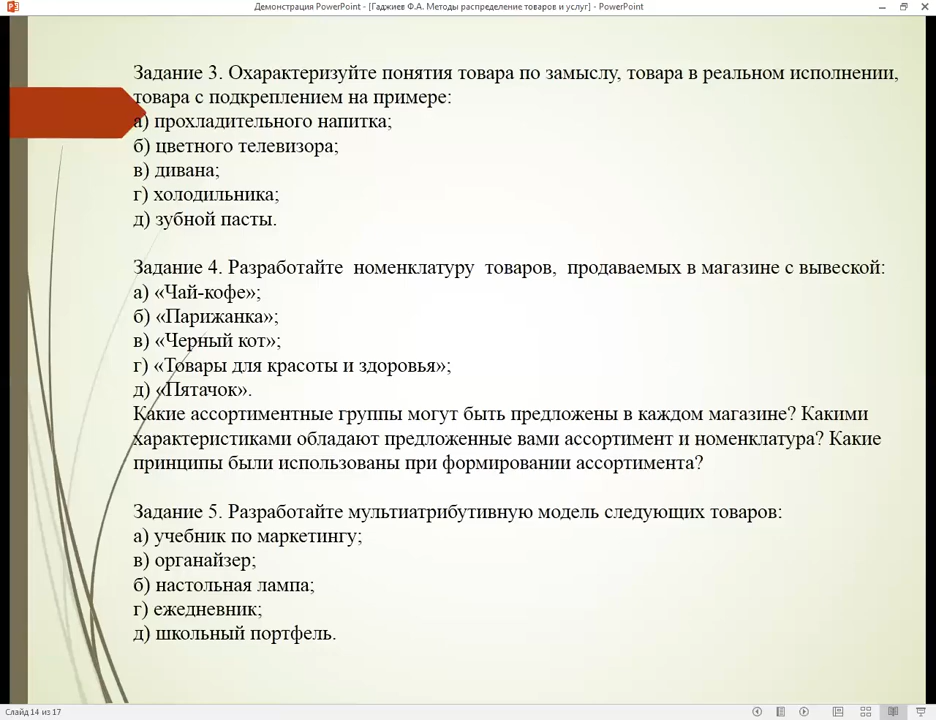 Демонстрация PowerPoint - [Гаджиев Ф.А. Методы распределение товаров и услуг] - PowerPoint
Задание 3. Охарактеризуйте понятия товара по замыслу, товара в реальном исполнении,
товара с подкреплением на примере:
а) прохладительного напитка;
б) цветного телевизора;
в) дивана;
г) холодильника;
д) зубной пасты.
Задание 4. Разработайте номенклатуру товаров, продаваемых в магазине с вывеской:
а) «Чай-кофе»;
б) «Парижанка»;
в) «Черный кот»;
г) «Товары для красоты и здоровья»;
д) «Пятачок».
Какие ассортиментные группы могут быть предложены в каждом магазине? Какими
характеристиками обладают предложенные вами ассортимент и номенклатура? Какие
принципы были использованы при формировании ассортимента?
Задание 5. Разработайте мультиатрибутивную модель следующих товаров:
а) учебник по маркетингу;
в) органайзер;
б) настольная лампа;
г) ежедневник;
д) школьный портфель.
Слайд 14 из 17